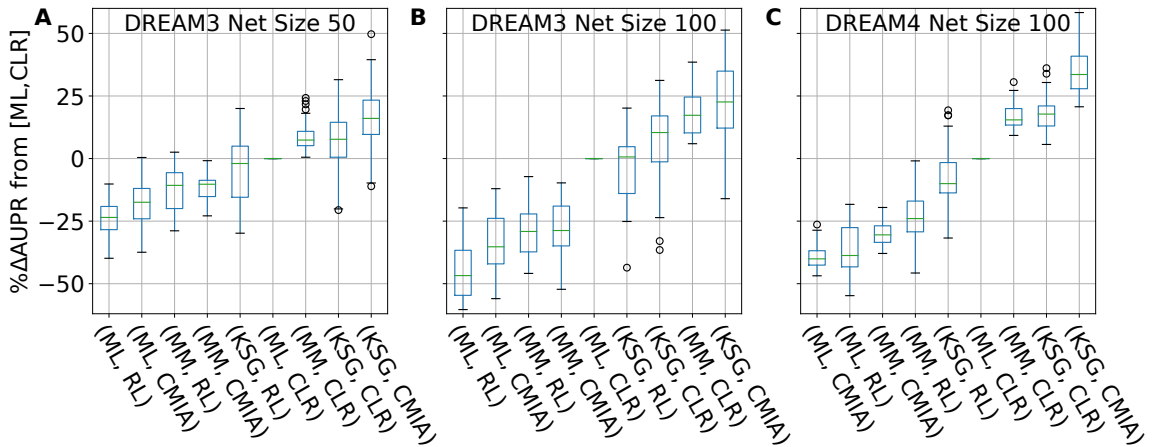 A
DREAM3 Net Size 50
B
DREAM3 Net Size 100
C
DREAM4 Net Size 100
%ΔAUPR from [ML,CLR]
50
25
0
−25
−50
(ML, RL)
(ML, CMIA)
(MM, RL)
(MM, CMIA)
(KSG, RL)
(ML, CLR)
(MM, CLR)
(KSG, CLR)
(KSG, CMIA)
(ML, RL)
(ML, CMIA)
(MM, RL)
(MM, CMIA)
(ML, CLR)
(KSG, RL)
(KSG, CLR)
(MM, CLR)
(KSG, CMIA)
(ML, CMIA)
(ML, RL)
(MM, RL)
(MM, CMIA)
(KSG, RL)
(ML, CLR)
(MM, CLR)
(KSG, CLR)
(KSG, CMIA)